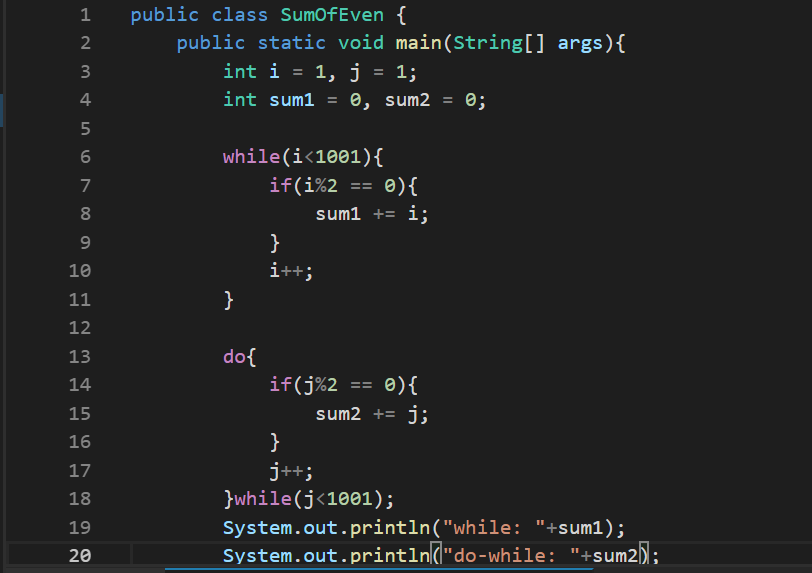 1 public class SumOfEven {
2 public static void main(String[] args){
3 int i = 1, j = 1;
4 int sum1 = 0, sum2 = 0;
5
6 while(i<1001){
7 if(i%2 == 0){
8 sum1 += i;
9 }
10 i++;
11 }
12
13 do{
14 if(j%2 == 0){
15 sum2 += j;
16 }
17 j++;
18 }while(j<1001);
19 System.out.println("while: "+sum1);
20 System.out.println("do-while: "+sum2);